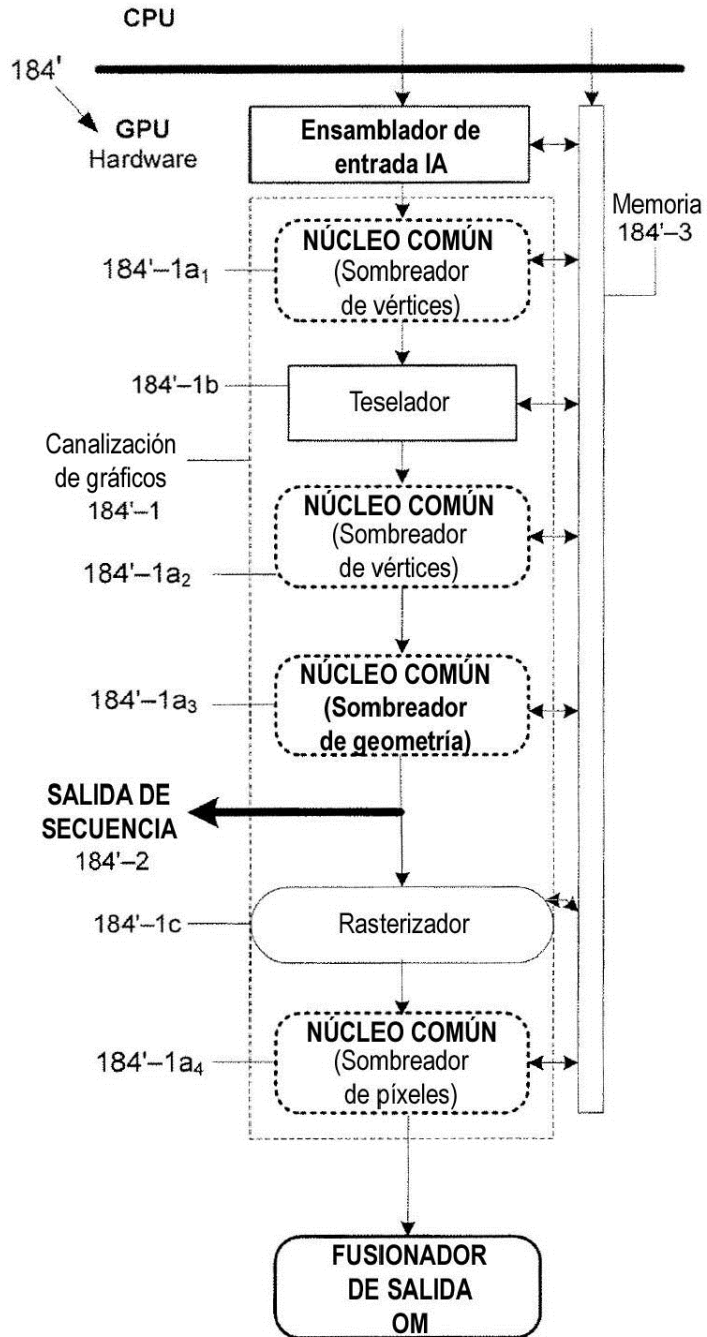 CPU
184'
GPU
Hardware
Ensamblador de
entrada IA
Memoria
184'–3
NÚCLEO COMÚN
(Sombreador
de vértices)
184'–1a₁
184'–1b
Teselador
Canalización
de gráficos
184'–1
NÚCLEO COMÚN
(Sombreador
de vértices)
184'–1a₂
NÚCLEO COMÚN
(Sombreador
de geometría)
184'–1a₃
SALIDA DE
SECUENCIA
184'–2
184'–1c
Rasterizador
NÚCLEO COMÚN
(Sombreador
de píxeles)
184'–1a₄
FUSIONADOR
DE SALIDA
OM